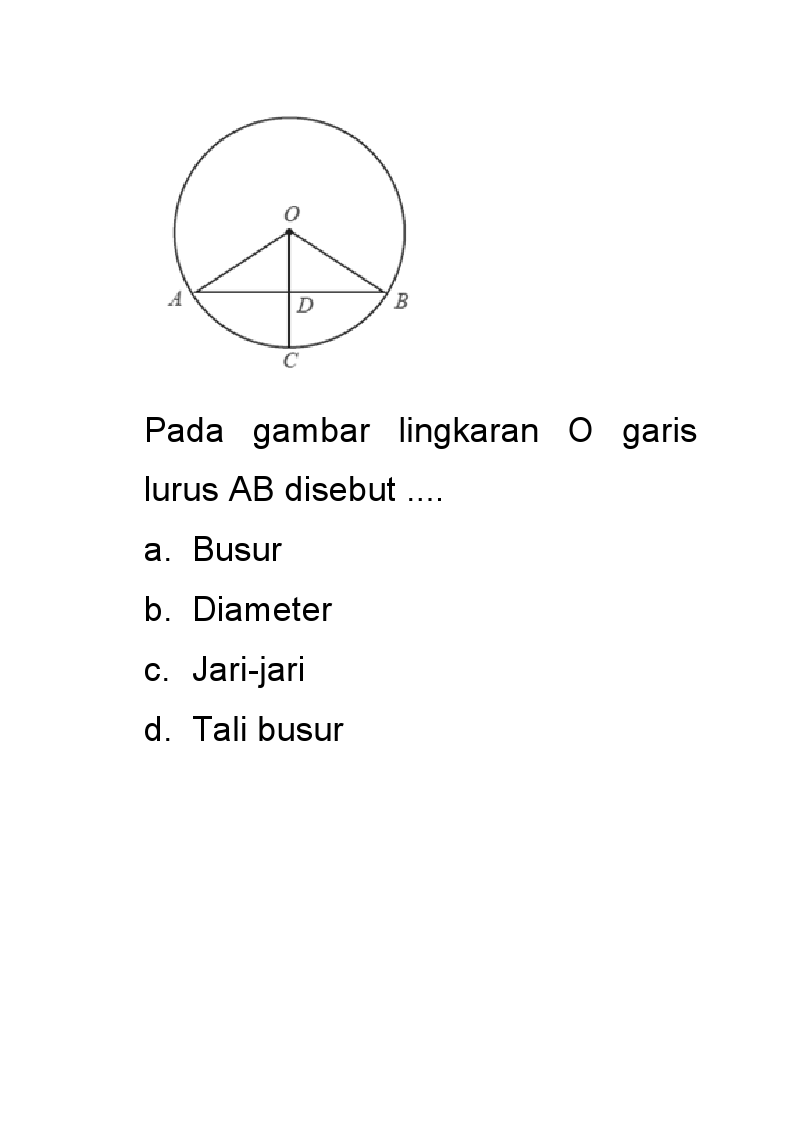 O
A
D
B
C
Pada gambar lingkaran O garis
lurus AB disebut ....
a. Busur
b. Diameter
c. Jari-jari
d. Tali busur